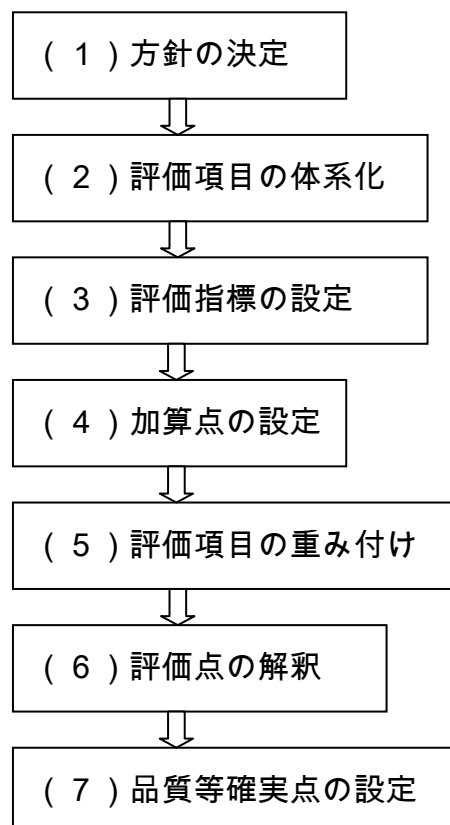 ( 1 ) 方針の決定
( 2 ) 評価項目の体系化
( 3 ) 評価指標の設定
( 4 ) 加算点の設定
( 5 ) 評価項目の重み付け
( 6 ) 評価点の解釈
( 7 ) 品質等確実点の設定